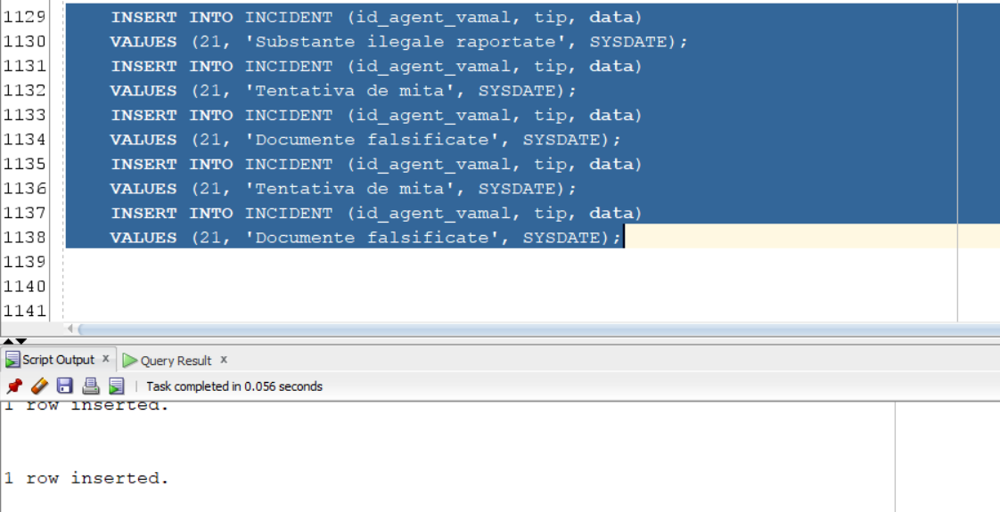 1129 INSERT INTO INCIDENT (id_agent_vamal, tip, data)
1130 VALUES (21, 'Substante ilegale raportate', SYSDATE);
1131 INSERT INTO INCIDENT (id_agent_vamal, tip, data)
1132 VALUES (21, 'Tentativa de mita', SYSDATE);
1133 INSERT INTO INCIDENT (id_agent_vamal, tip, data)
1134 VALUES (21, 'Documente falsificate', SYSDATE);
1135 INSERT INTO INCIDENT (id_agent_vamal, tip, data)
1136 VALUES (21, 'Tentativa de mita', SYSDATE);
1137 INSERT INTO INCIDENT (id_agent_vamal, tip, data)
1138 VALUES (21, 'Documente falsificate', SYSDATE);
1139
1140
1141
Script Output x Query Result x
Task completed in 0.056 seconds
1 row inserted.
1 row inserted.